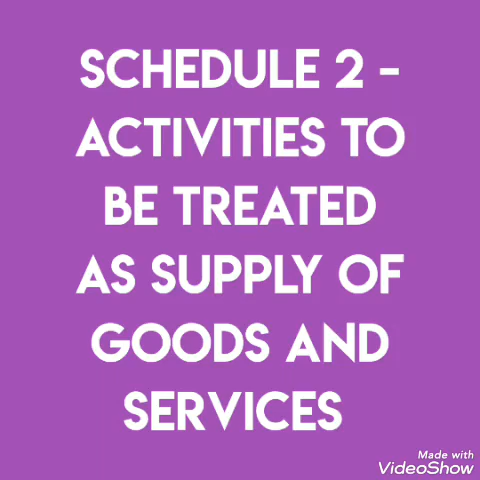 SCHEDULE 2 -
ACTIVITIES TO
BE TREATED
AS SUPPLY OF
GOODS AND
SERVICES
Made with
VideoShow